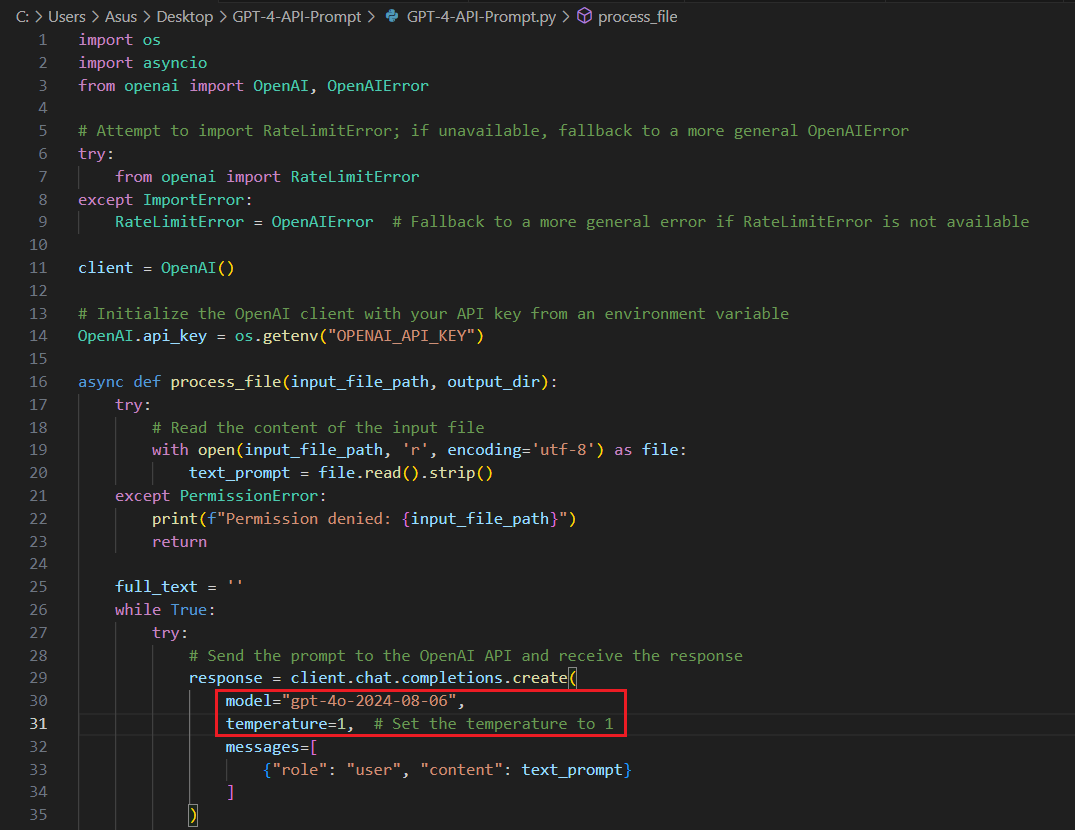 C: > Users > Asus > Desktop > GPT-4-API-Prompt > GPT-4-API-Prompt.py > process_file
1 import os
2 import asyncio
3 from openai import OpenAI, OpenAIError
4
5 # Attempt to import RateLimitError; if unavailable, fallback to a more general OpenAIError
6 try:
7     from openai import RateLimitError
8 except ImportError:
9     RateLimitError = OpenAIError  # Fallback to a more general error if RateLimitError is not available
10
11 client = OpenAI()
12
13 # Initialize the OpenAI client with your API key from an environment variable
14 OpenAI.api_key = os.getenv("OPENAI_API_KEY")
15
16 async def process_file(input_file_path, output_dir):
17     try:
18         # Read the content of the input file
19         with open(input_file_path, 'r', encoding='utf-8') as file:
20             text_prompt = file.read().strip()
21     except PermissionError:
22         print(f"Permission denied: {input_file_path}")
23         return
24
25     full_text = ''
26     while True:
27         try:
28             # Send the prompt to the OpenAI API and receive the response
29             response = client.chat.completions.create(
30                 model="gpt-4o-2024-08-06",
31                 temperature=1,  # Set the temperature to 1
32                 messages=[
33                     {"role": "user", "content": text_prompt}
34                 ]
35             )